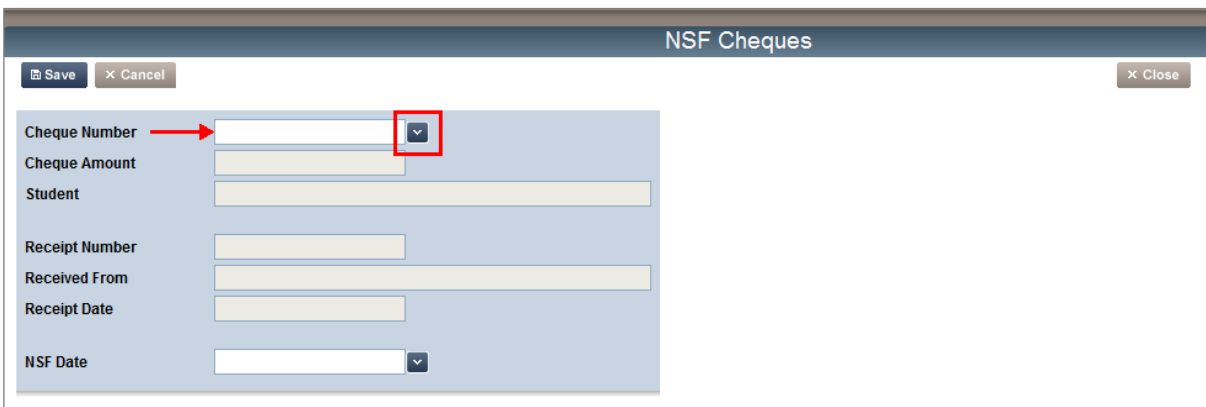 NSF Cheques
Save × Cancel × Close
Cheque Number
Cheque Amount
Student
Receipt Number
Received From
Receipt Date
NSF Date